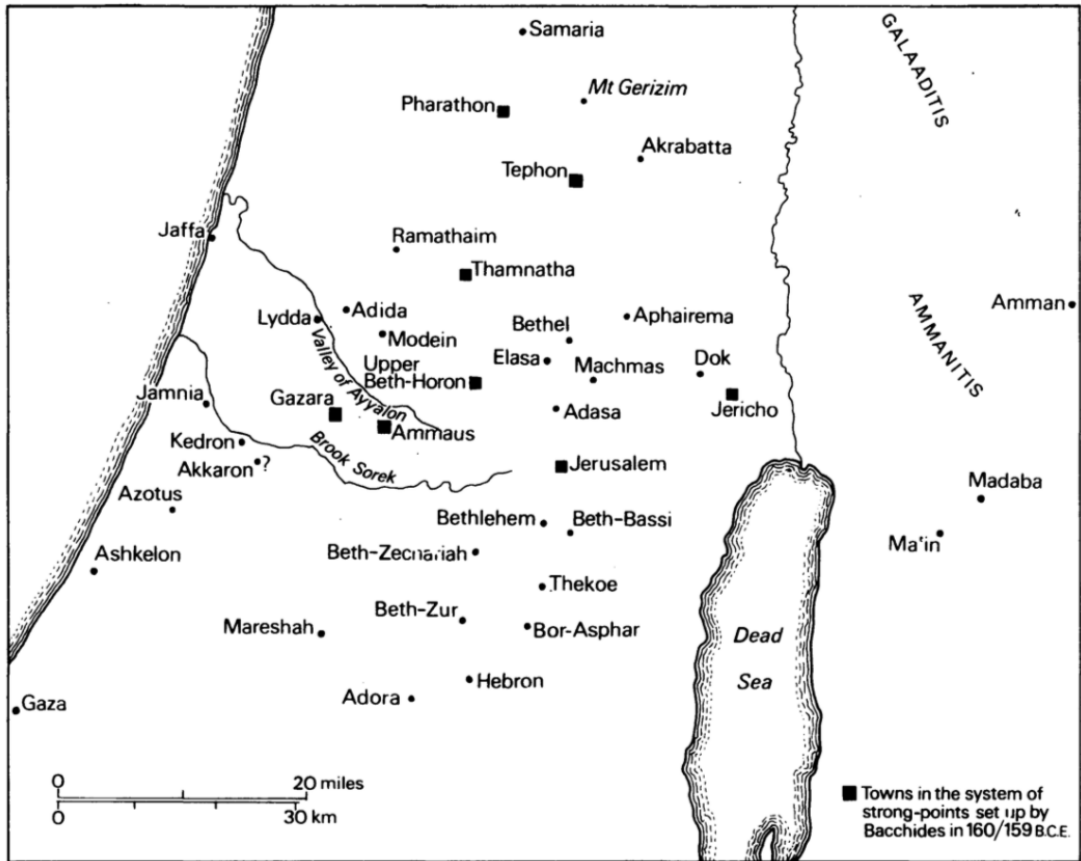 Samaria
GALAADITIS
Mt Gerizim
Pharathon
Akrabatta
Tephon
Jaffa
Ramathaim
Thamnatha
Amman
AMMANITIS
Adida
Lydda
Aphairema
Modein
Bethel
Valley of Ayyalon
Elasa
Upper
Beth-Horon
Machmas
Dok
Jamnia
Gazara
Adasa
Jericho
Ammaus
Kedron
Brook Sorek
Akkaron ?
Jerusalem
Azotus
Madaba
Bethlehem
Beth-Bassi
Ma'in
Ashkelon
Beth-Zechariah
Thekoe
Beth-Zur
Mareshah
Bor-Asphar
Dead
Sea
Hebron
Adora
Gaza
0 20 miles
0 30 km
Towns in the system of
strong-points set up by
Bacchides in 160/159 B.C.E.